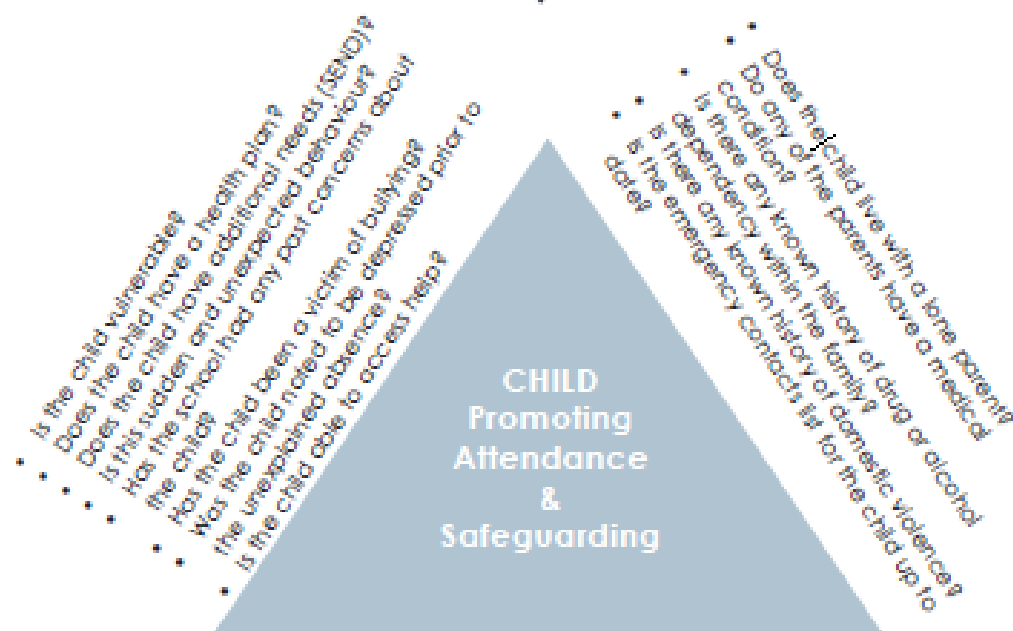 Is the child vulnerable?
Does the child have a health plan?
Does the child have additional needs (SEND)?
Is this sudden and unexpected behaviour?
Has the school had any past concerns about
the child?
Has the child been a victim of bullying?
Was the child noted to be depressed prior to
the unexplained absence?
Is the child able to access help?
CHILD
Promoting
Attendance
&
Safeguarding
Does the child live with a lone parent?
Do any of the parents have a medical
condition?
Is there any known history of drug or alcohol
dependency within the family?
Is there any known history of domestic violence?
Is the emergency contacts list for the child up to
date?